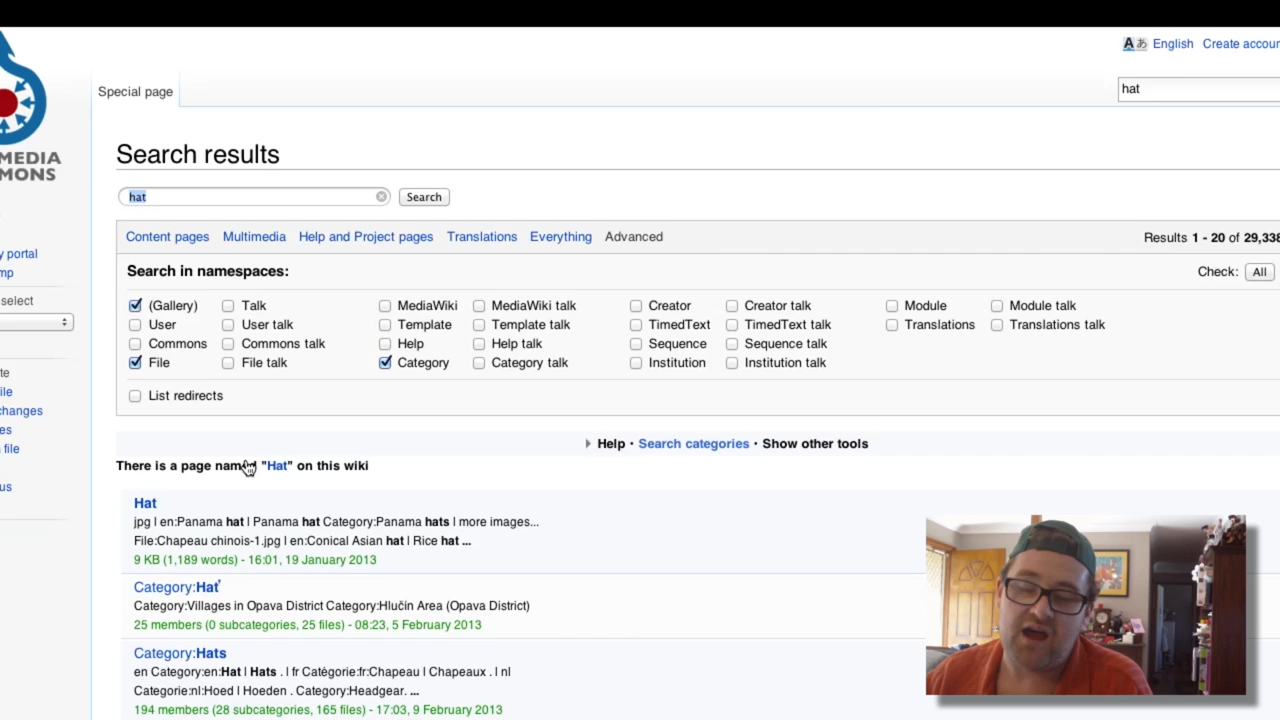 English Create accoun
Special page
hat
MEDIA
MONS
Search results
hat Search
Content pages Multimedia Help and Project pages Translations Everything Advanced
Results 1 - 20 of 29,338
Search in namespaces:
Check: All
(Gallery) Talk MediaWiki MediaWiki talk Creator Creator talk Module Module talk
User User talk Template Template talk TimedText TimedText talk Translations Translations talk
Commons Commons talk Help Help talk Sequence Sequence talk
File File talk Category Category talk Institution Institution talk
List redirects
y portal
mp
select
te
ile
changes
es
file
us
Help • Search categories • Show other tools
There is a page named "Hat" on this wiki
Hat
jpg | en:Panama hat | Panama hat Category:Panama hats | more images...
File:Chapeau chinois-1.jpg | en:Conical Asian hat | Rice hat ...
9 KB (1,189 words) - 16:01, 19 January 2013
Category:Hať
Category:Villages in Opava District Category:Hlučín Area (Opava District)
25 members (0 subcategories, 25 files) - 08:23, 5 February 2013
Category:Hats
en Category:en:Hat | Hats . | fr Catégorie:fr:Chapeau | Chapeaux . | nl
Categorie:nl:Hoed | Hoeden . Category:Headgear. ...
194 members (28 subcategories, 165 files) - 17:03, 9 February 2013